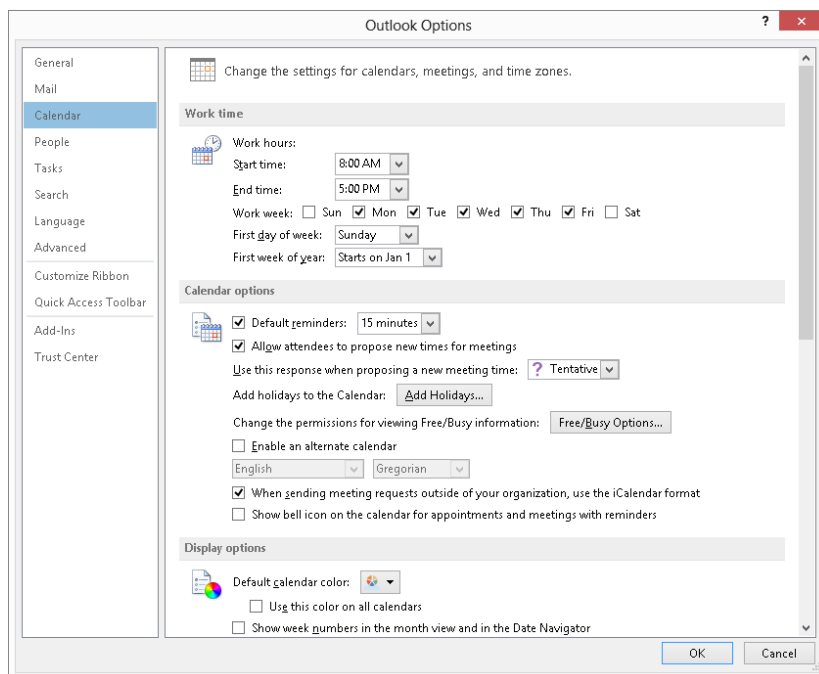 Outlook Options
?
General
Mail
Calendar
People
Tasks
Search
Language
Advanced
Customize Ribbon
Quick Access Toolbar
Add-Ins
Trust Center
Change the settings for calendars, meetings, and time zones.
Work time
Work hours:
Start time: 8:00 AM
End time: 5:00 PM
Work week: Sun Mon Tue Wed Thu Fri Sat
First day of week: Sunday
First week of year: Starts on Jan 1
Calendar options
Default reminders: 15 minutes
Allow attendees to propose new times for meetings
Use this response when proposing a new meeting time: ? Tentative
Add holidays to the Calendar: Add Holidays...
Change the permissions for viewing Free/Busy information: Free/Busy Options...
Enable an alternate calendar
English Gregorian
When sending meeting requests outside of your organization, use the iCalendar format
Show bell icon on the calendar for appointments and meetings with reminders
Display options
Default calendar color:
Use this color on all calendars
Show week numbers in the month view and in the Date Navigator
OK Cancel